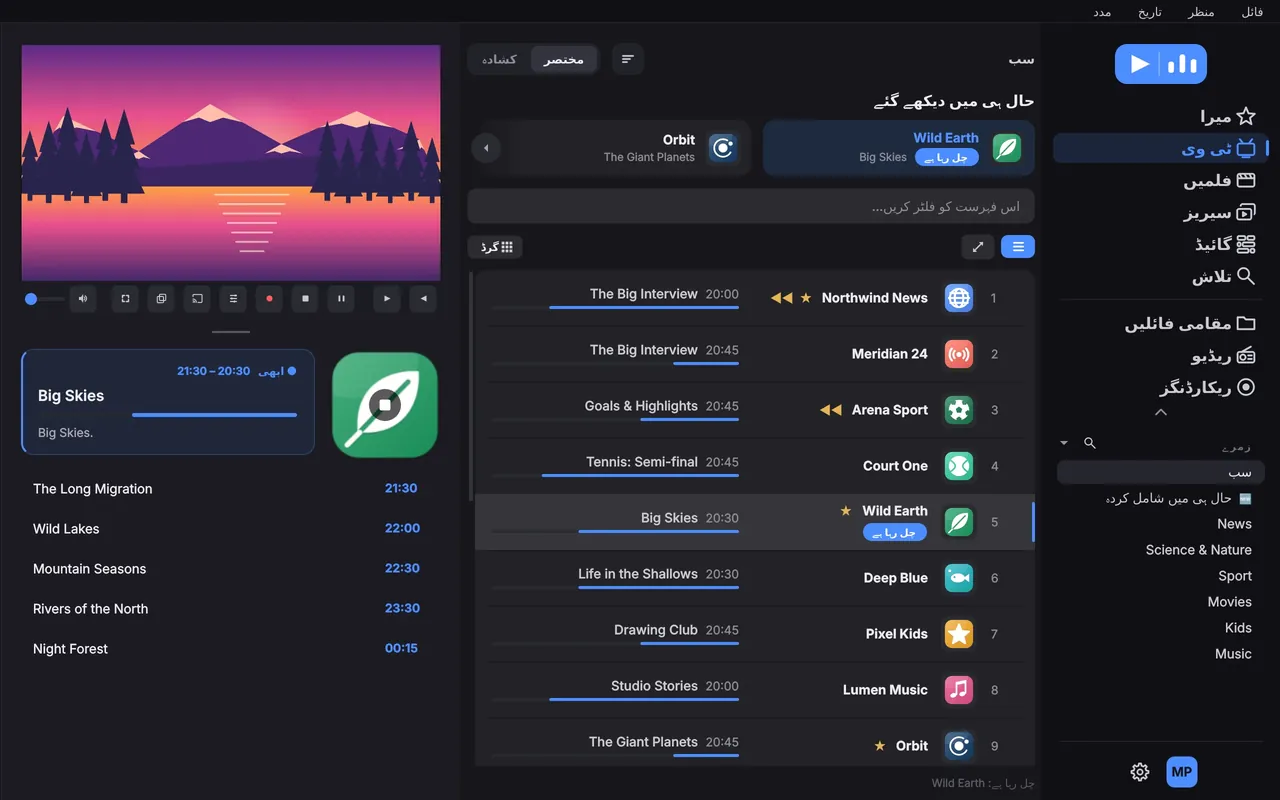 فائل
منظر
تاریخ
مدد
میرا
ٹی وی
فلمیں
سیریز
گائیڈ
تلاش
مقامی فائلیں
ریڈیو
ریکارڈنگز
زمرے
سب
🆕 حال ہی میں شامل کردہ
News
Science & Nature
Sport
Movies
Kids
Music
MP
سب
مختصر
کشادہ
حال ہی میں دیکھے گئے
Wild Earth
چل رہا ہے Big Skies
Orbit
The Giant Planets
اس فہرست کو فلٹر کریں...
گرڈ
1 Northwind News 20:00 The Big Interview
2 Meridian 24 20:45 The Big Interview
3 Arena Sport 20:45 Goals & Highlights
4 Court One 20:45 Tennis: Semi-final
5 Wild Earth 20:30 Big Skies
چل رہا ہے
6 Deep Blue 20:30 Life in the Shallows
7 Pixel Kids 20:45 Drawing Club
8 Lumen Music 20:00 Studio Stories
9 Orbit 20:45 The Giant Planets
چل رہا ہے: Wild Earth
ابھی 20:30 – 21:30
Big Skies
Big Skies.
21:30 The Long Migration
22:00 Wild Lakes
22:30 Mountain Seasons
23:30 Rivers of the North
00:15 Night Forest